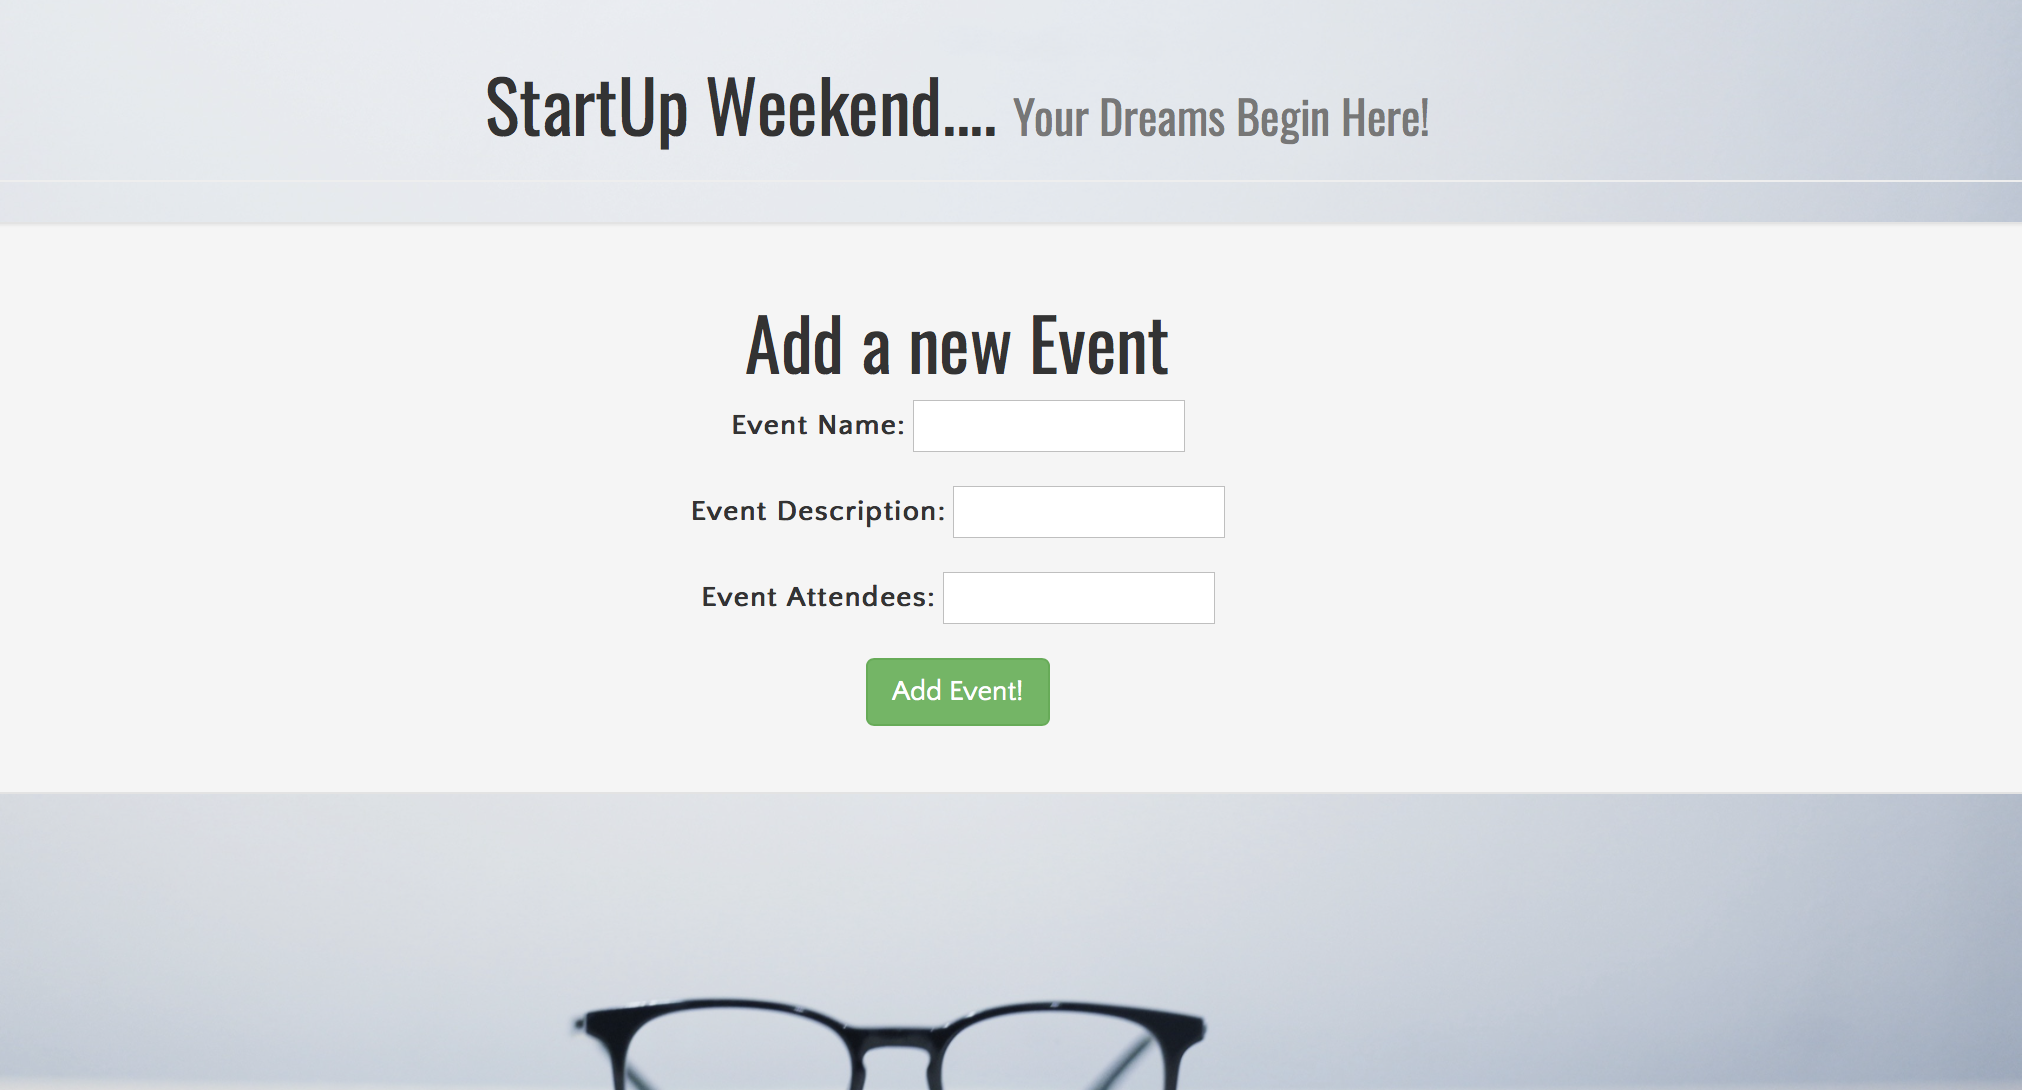 StartUp Weekend.... Your Dreams Begin Here!
Add a new Event
Event Name:
Event Description:
Event Attendees:
Add Event!